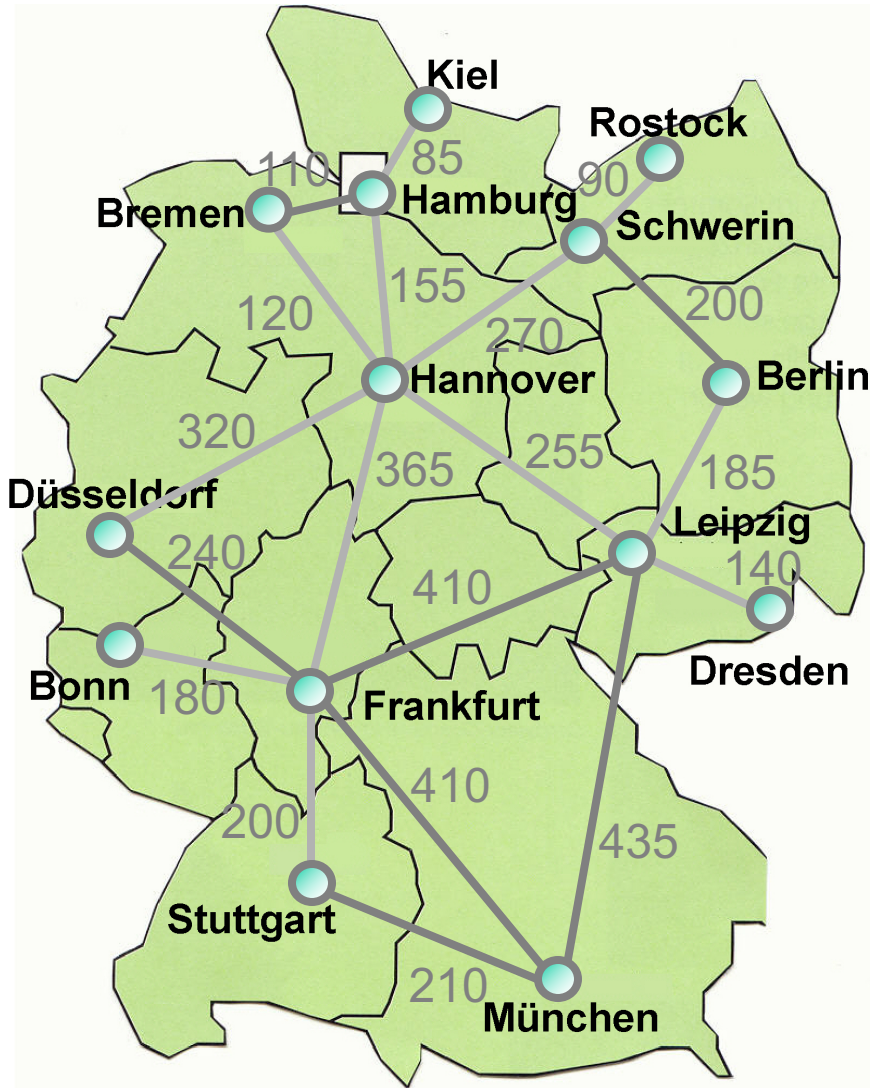 Kiel
Rostock
110
85
90
Bremen
Hamburg
Schwerin
155
200
120
270
Hannover
Berlin
320
255
365
185
Düsseldorf
Leipzig
240
140
410
Bonn
180
Dresden
Frankfurt
410
200
435
Stuttgart
210
München